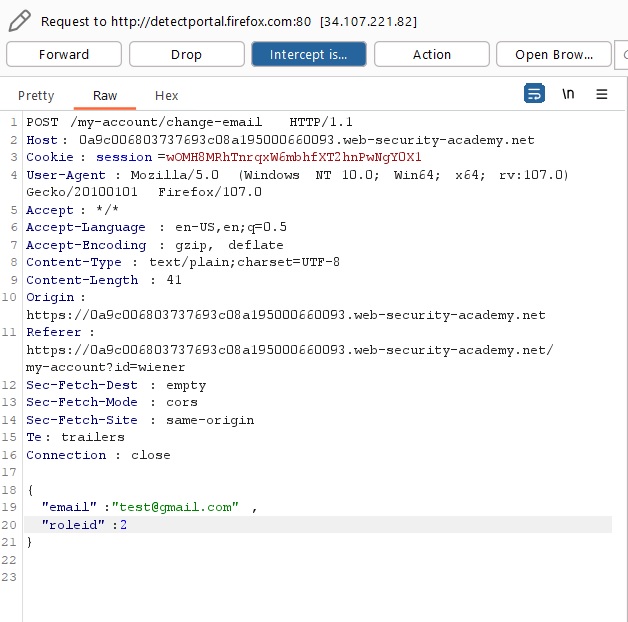 Request to http://detectportal.firefox.com:80 [34.107.221.82]
Forward Drop Intercept is... Action Open Brow...
Pretty Raw Hex \n
1 POST /my-account/change-email HTTP/1.1
2 Host : 0a9c006803737693c08a195000660093.web-security-academy.net
3 Cookie : session =wOMH8MRhTnrqxW6mbhfXT2hnPwNgY0X1
4 User-Agent : Mozilla/5.0 (Windows NT 10.0; Win64; x64; rv:107.0)
Gecko/20100101 Firefox/107.0
5 Accept : */*
6 Accept-Language : en-US,en;q=0.5
7 Accept-Encoding : gzip, deflate
8 Content-Type : text/plain;charset=UTF-8
9 Content-Length : 41
10 Origin :
https://0a9c006803737693c08a195000660093.web-security-academy.net
11 Referer :
https://0a9c006803737693c08a195000660093.web-security-academy.net/
my-account?id=wiener
12 Sec-Fetch-Dest : empty
13 Sec-Fetch-Mode : cors
14 Sec-Fetch-Site : same-origin
15 Te: trailers
16 Connection : close
17
18 {
19 "email" :"test@gmail.com" ,
20 "roleid" :2
21 }
22
23